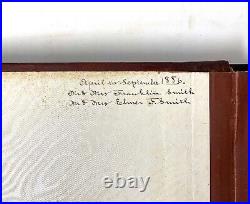 April to September 1886.
Mr & Mrs Franklin Smith
Mr & Mrs Elmer F. Smith